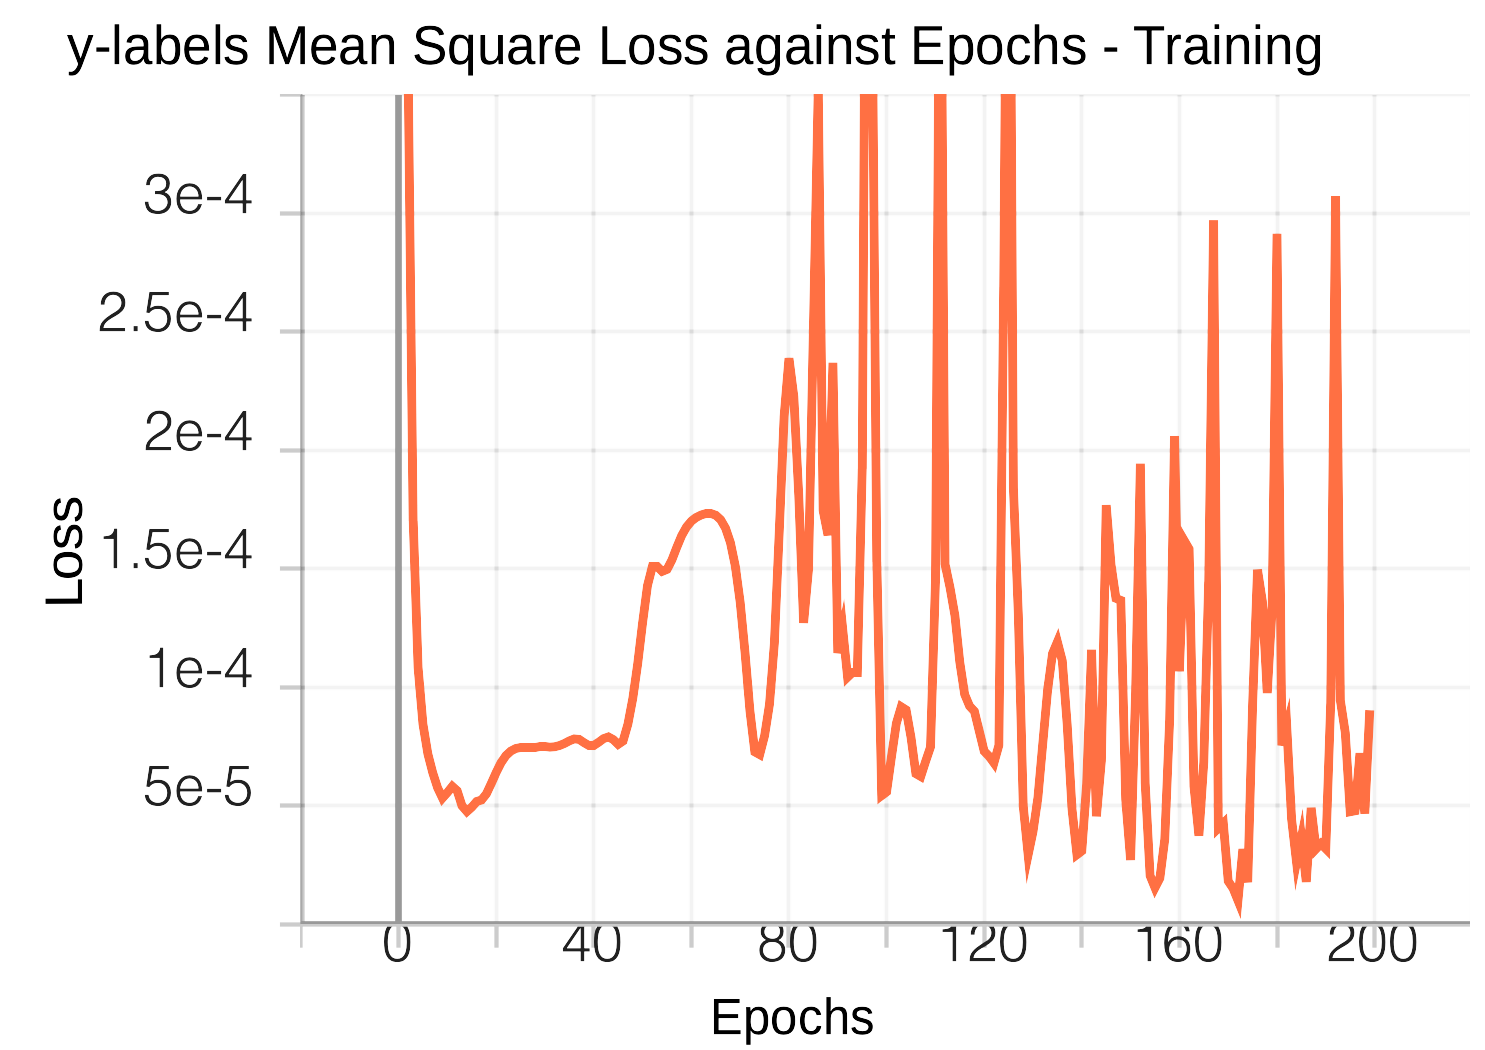 y-labels Mean Square Loss against Epochs - Training
3e-4
2.5e-4
2e-4
1.5e-4
1e-4
5e-5
Loss
0 40 80 120 160 200
Epochs